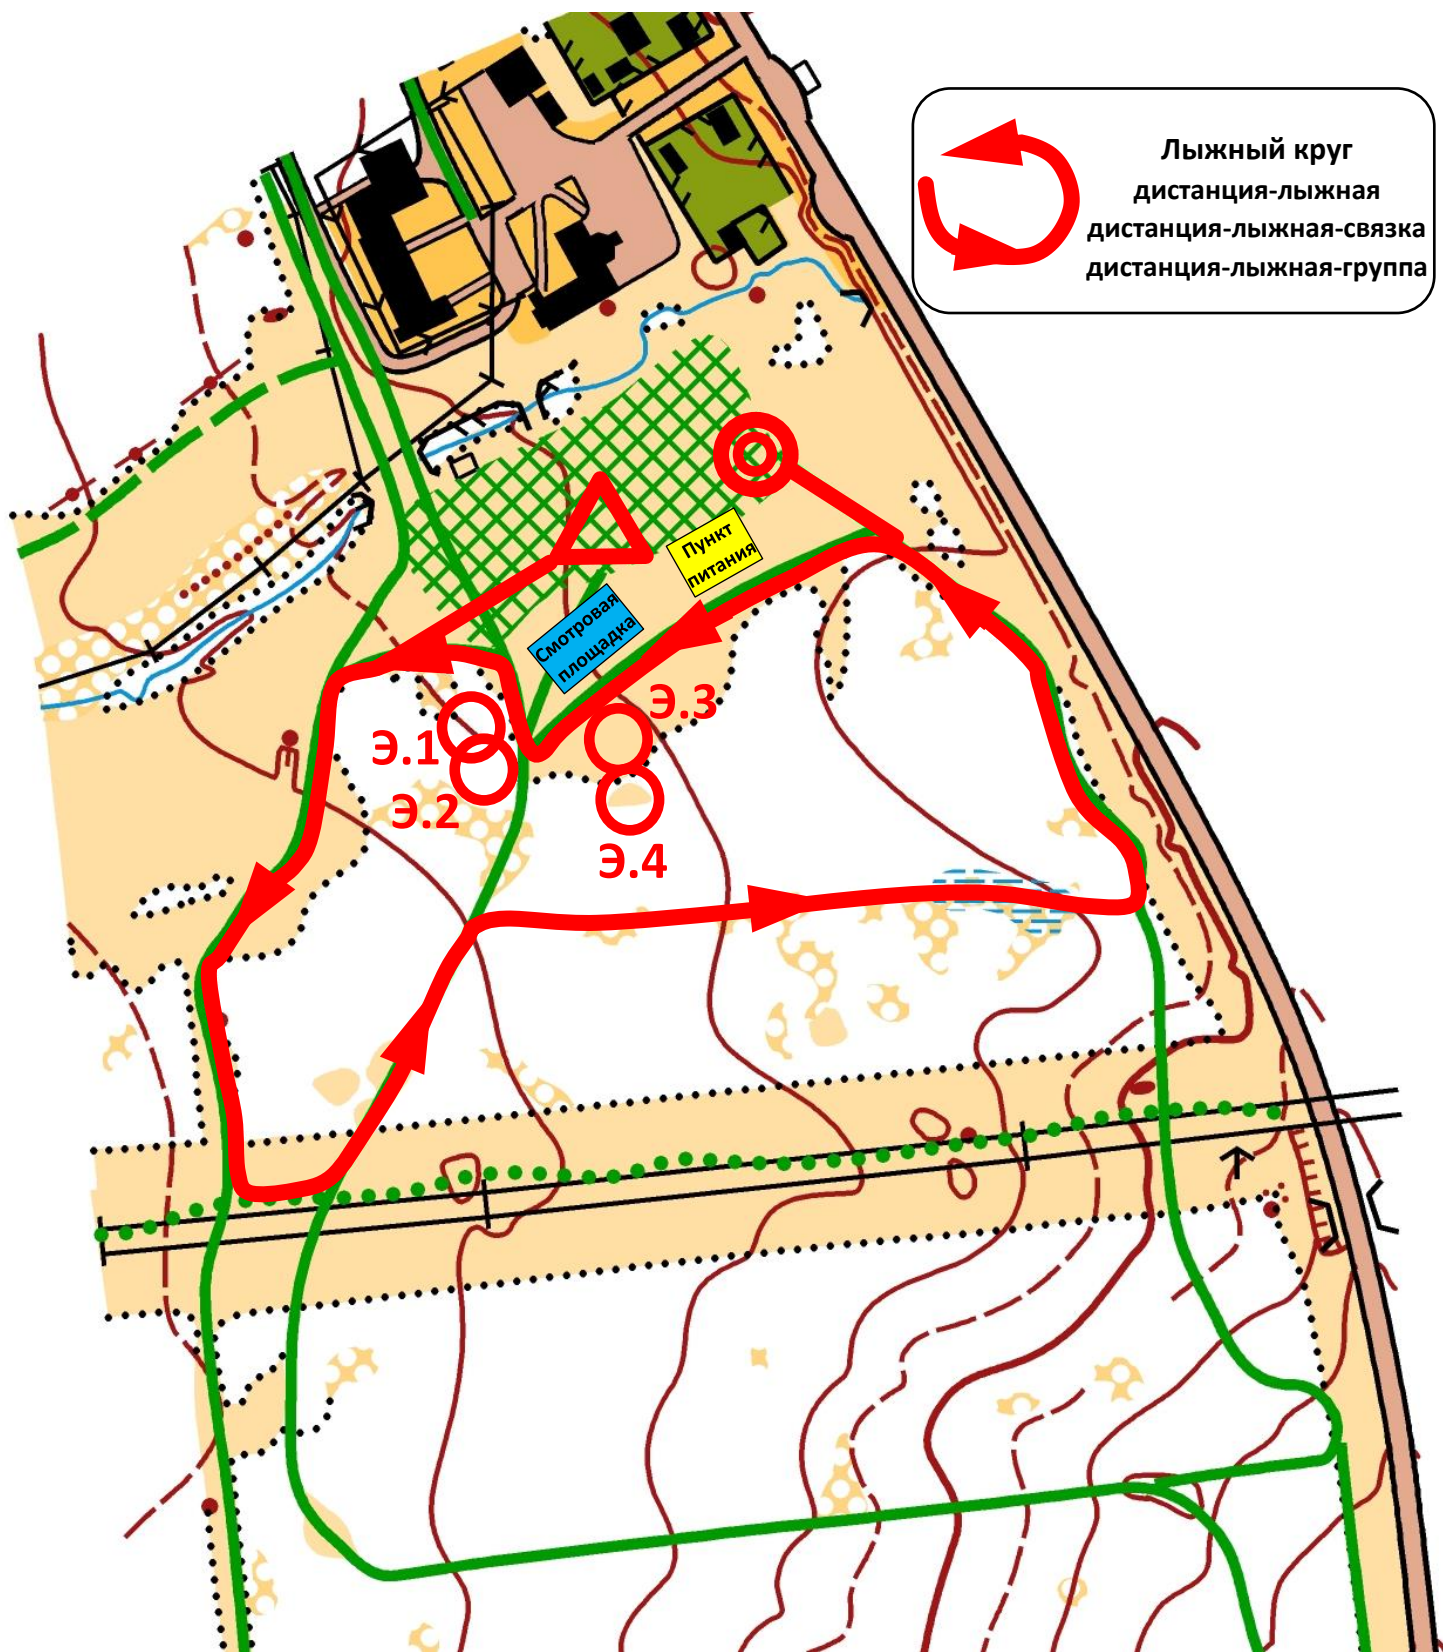 Лыжный круг
дистанция-лыжная
дистанция-лыжная-связка
дистанция-лыжная-группа
Пункт
питания
Смотровая
площадка
Э.1
Э.2
Э.3
Э.4